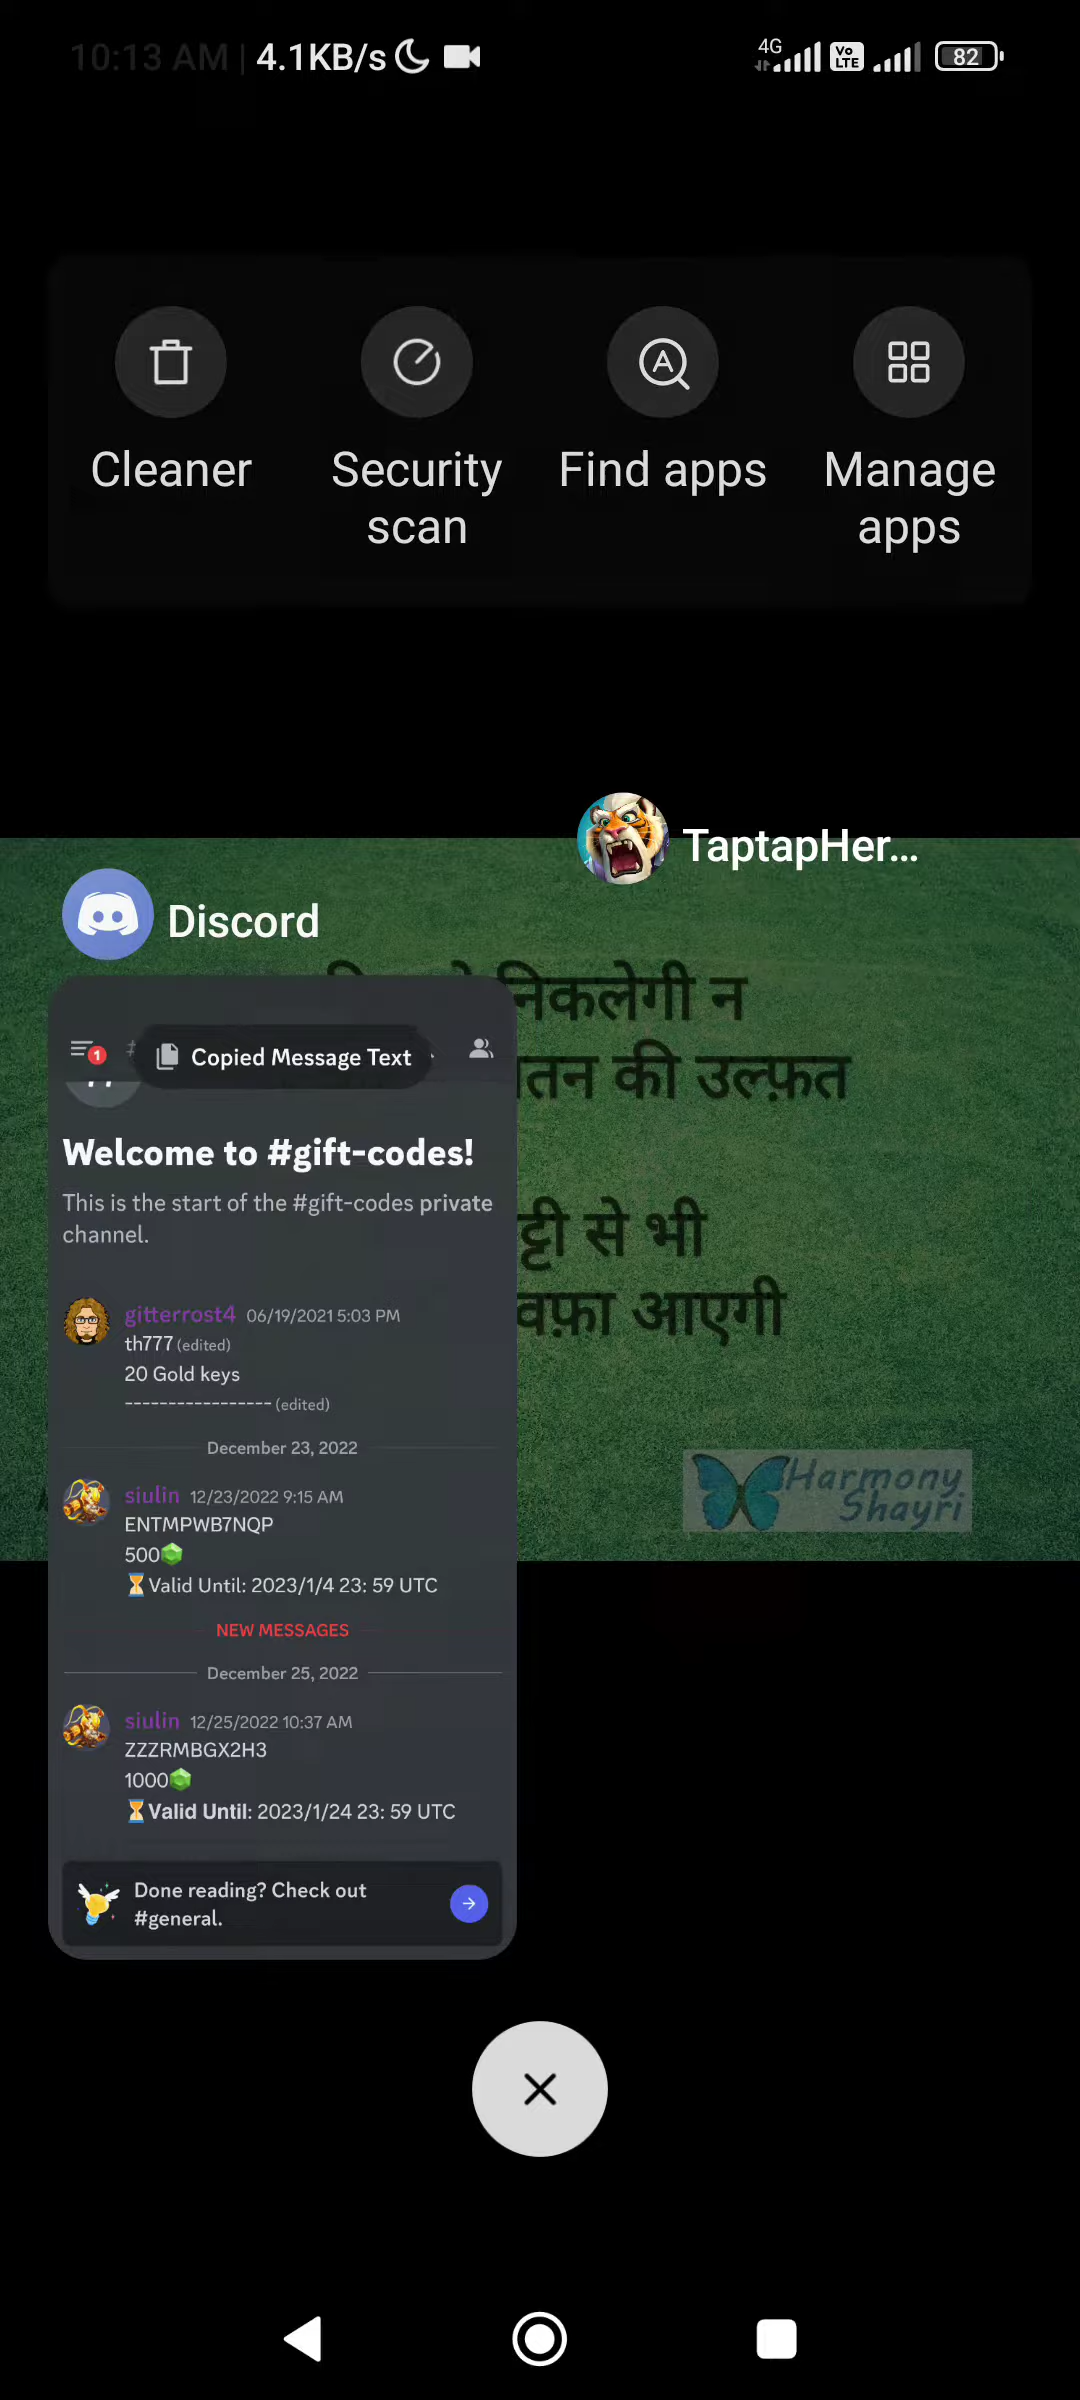 10:13 AM | 4.1KB/s
4G
Vo
LTE
82
Cleaner
Security
scan
Find apps
Manage
apps
TaptapHer...
Discord
निकलेगी न
तन की उल्फ़त
ट्टी से भी
वफ़ा आएगी
Harmony
Shayri
1
#
Copied Message Text
Welcome to #gift-codes!
This is the start of the #gift-codes private
channel.
gitterrost4 06/19/2021 5:03 PM
th777 (edited)
20 Gold keys
----------------- (edited)
December 23, 2022
siulin 12/23/2022 9:15 AM
ENTMPWB7NQP
500
Valid Until: 2023/1/4 23: 59 UTC
NEW MESSAGES
December 25, 2022
siulin 12/25/2022 10:37 AM
ZZZRMBGX2H3
1000
Valid Until: 2023/1/24 23: 59 UTC
Done reading? Check out
#general.